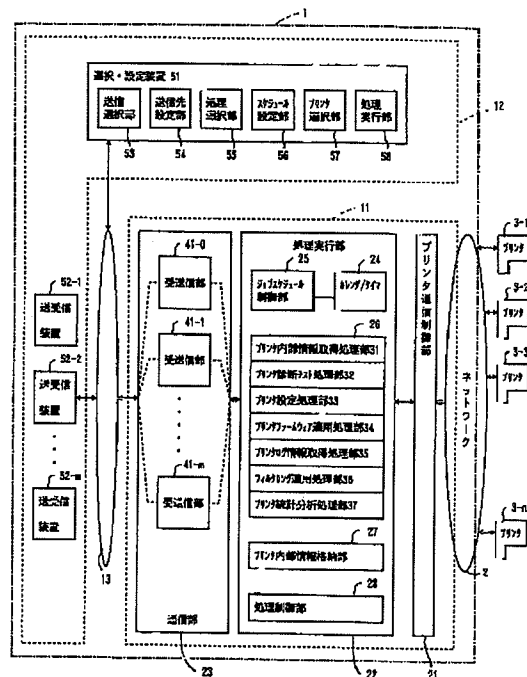 1
選択・設定装置 51
送信
選択部
送信先
設定部
処理
選択部
スケジュール
設定部
プリンタ
選択部
処理
実行部
53
54
55
56
57
58
12
11
41-0
受送信部
41-1
受送信部
41-m
受送信部
52-1
送受信
装置
52-2
送受信
装置
52-m
送受信
装置
13
送信部
23
処理実行部
25
ジョブスケジュール
制御部
24
カレンダ/タイマ
26
プリンタ内部情報取得処理部31
プリンタ診断テスト処理部32
プリンタ設定処理部33
プリンタファームウェア適用処理部34
プリンタログ情報取得処理部35
フィルタリング適用処理部36
プリンタ統計分析処理部37
27
プリンタ内部情報格納部
28
処理制御部
22
プリンタ通信制御部
21
ネットワーク
2
3-1
プリンタ
3-2
プリンタ
3-3
プリンタ
3-n
プリンタ